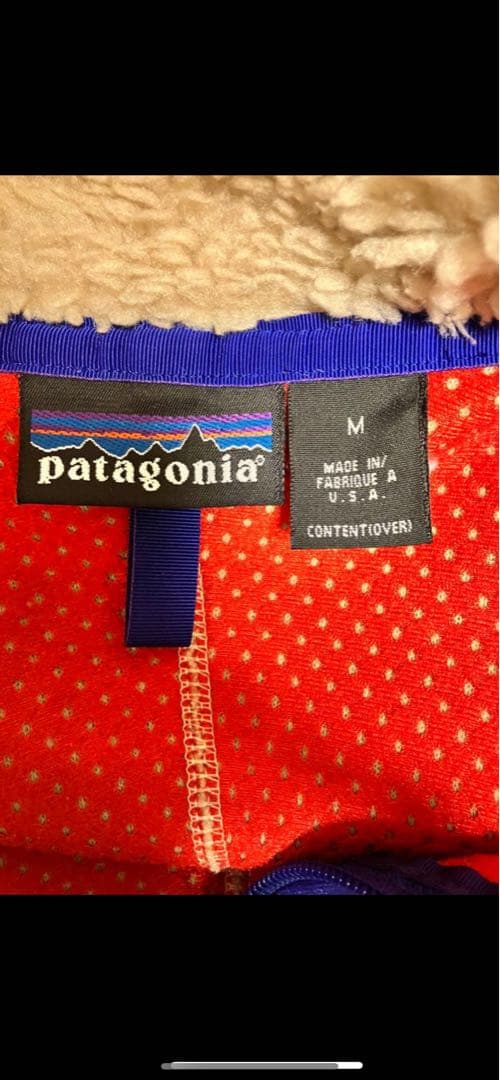 patagonia®
M
MADE IN/
FABRIQUE A
U.S.A.
CONTENT(OVER)